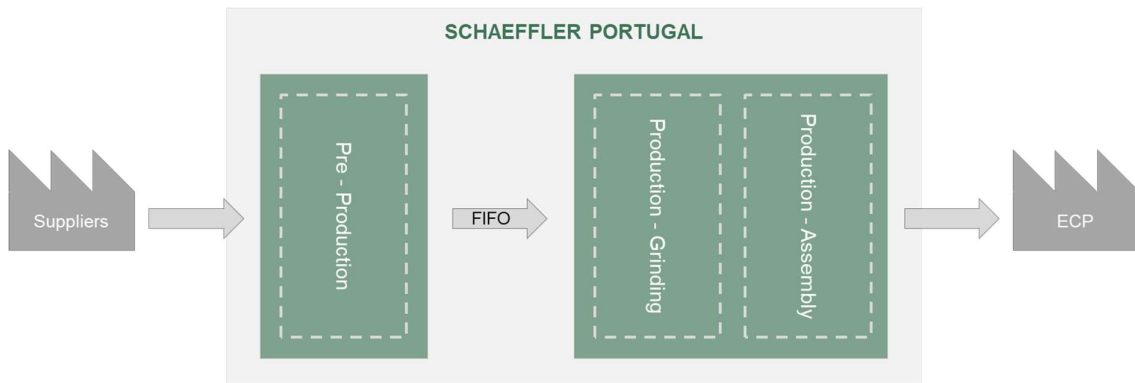 SCHAEFFLER PORTUGAL
Suppliers
Pre - Production
FIFO
Production - Grinding
Production - Assembly
ECP